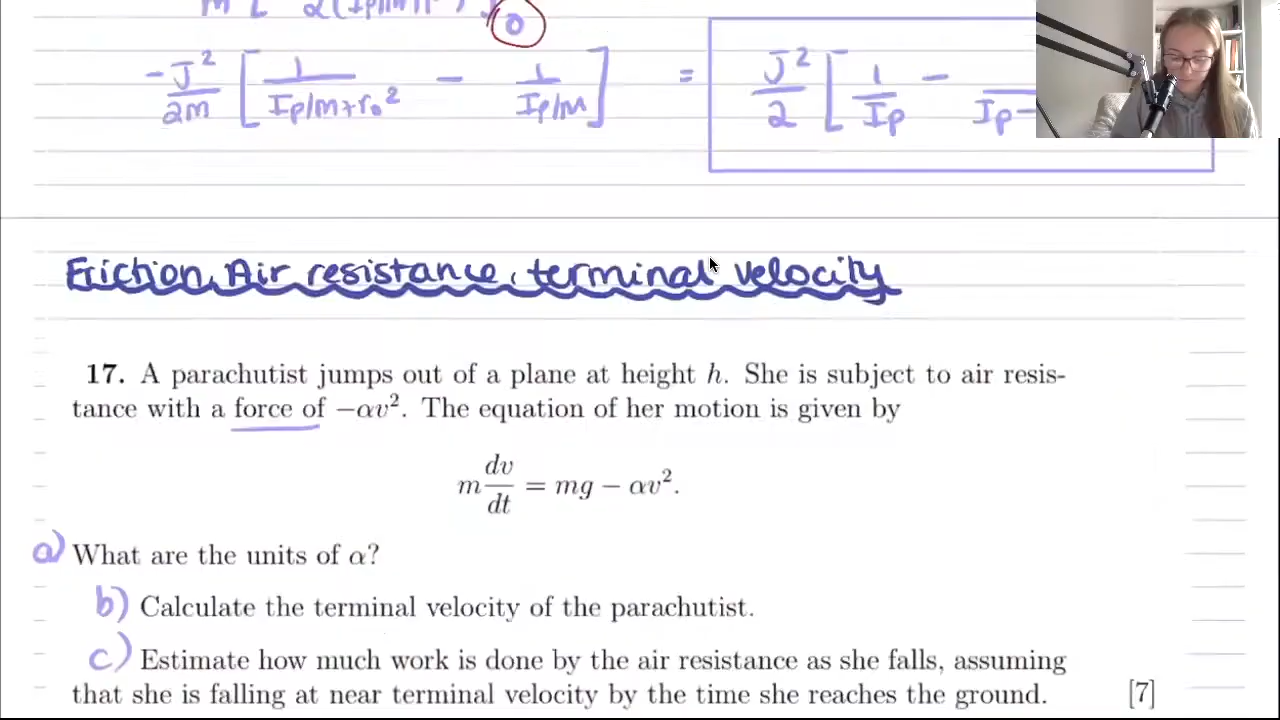 -J² / 2m [ 1 / Ip/m+r₀² − 1 / Ip/m ] = J² / 2 [ 1 / Ip − Ip−
Friction, Air resistance, terminal velocity
17. A parachutist jumps out of a plane at height h. She is subject to air resis-
tance with a force of −αv². The equation of her motion is given by
m dv/dt = mg − αv².
a) What are the units of α?
b) Calculate the terminal velocity of the parachutist.
c) Estimate how much work is done by the air resistance as she falls, assuming
that she is falling at near terminal velocity by the time she reaches the ground. [7]